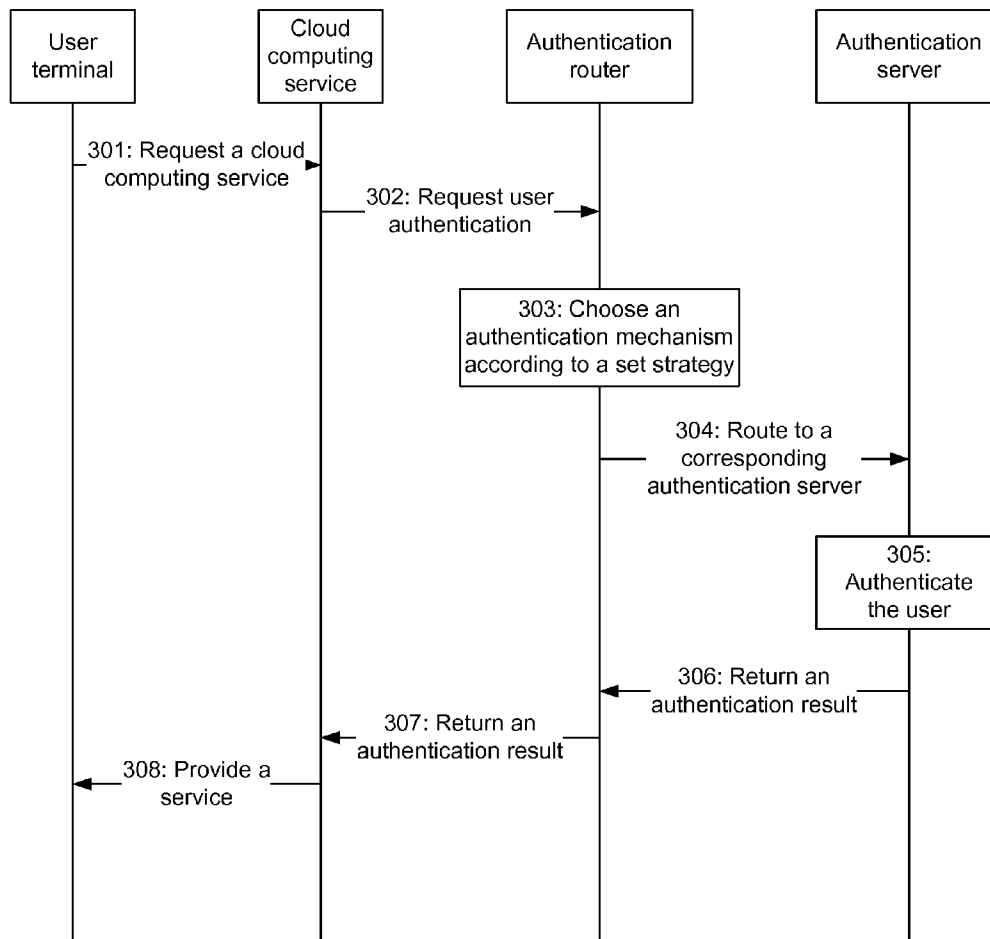 User
terminal
Cloud
computing
service
Authentication
router
Authentication
server
301: Request a cloud
computing service
302: Request user
authentication
303: Choose an
authentication mechanism
according to a set strategy
304: Route to a
corresponding
authentication server
305:
Authenticate
the user
306: Return an
authentication result
307: Return an
authentication result
308: Provide a
service